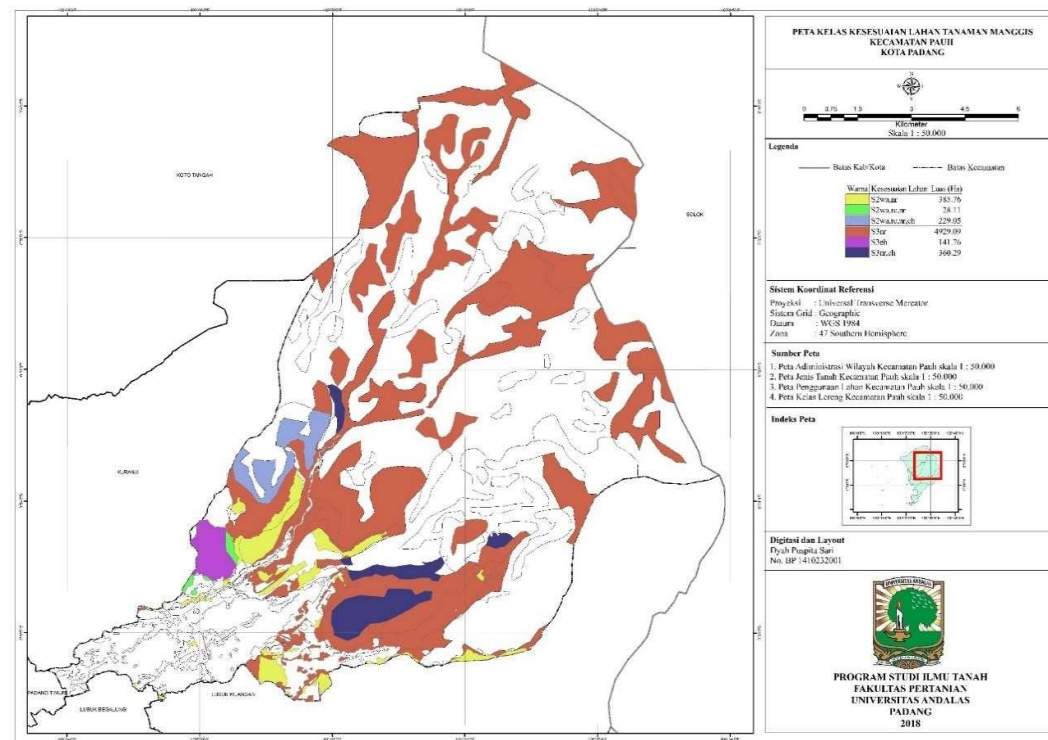 PETA KELAS KESESUAIAN LAHAN TANAMAN MANGGIS
KECAMATAN PAUH
KOTA PADANG
N
0 0.75 1.5 3 4.5 6
Kilometer
Skala 1 : 50.000
Legenda
Batas Kab/Kota
Batas Kecamatan
Warna Kesesuaian Lahan Luas (Ha)
S2wa,nr 385.76
S2wa,rc,nr 28.11
S2wa,rc,nr,eh 229.05
S3nr 4929.09
S3eh 141.76
S3nr,eh 360.29
Sistem Koordinat Referensi
Proyeksi : Universal Transverse Mercator
Sistem Grid : Geographic
Datum : WGS 1984
Zona : 47 Southern Hemisphere
Sumber Peta
1. Peta Administrasi Wilayah Kecamatan Pauh skala 1 : 50.000
2. Peta Jenis Tanah Kecamatan Pauh skala 1 : 50.000
3. Peta Penggunaan Lahan Kecamatan Pauh skala 1 : 50.000
4. Peta Kelas Lereng Kecamatan Pauh skala 1 : 50.000
Indeks Peta
Digitasi dan Layout
Dyah Puspita Sari
No. BP 1410232001
UNIVERSITAS ANDALAS
PROGRAM STUDI ILMU TANAH
FAKULTAS PERTANIAN
UNIVERSITAS ANDALAS
PADANG
2018
KOTO TANGAH
SOLOK
KURANJI
PADANG TIMUR
LUBUK KILANGAN
LUBUK BEGALUNG